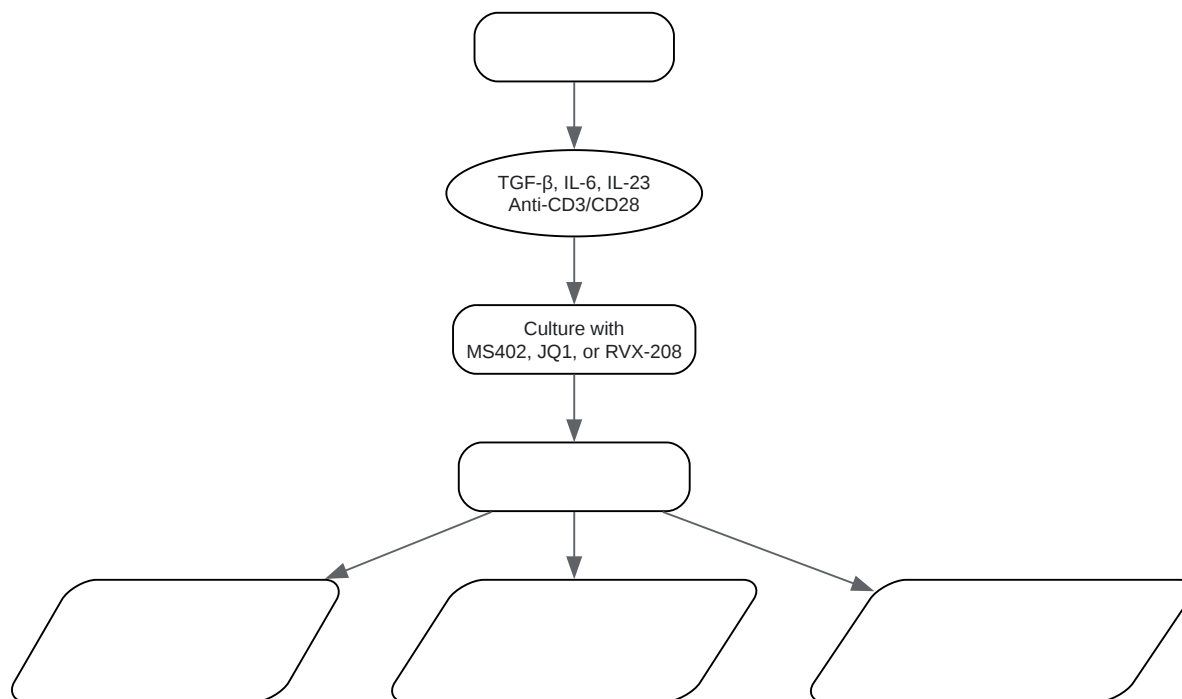 TGF-β, IL-6, IL-23
Anti-CD3/CD28
Culture with
MS402, JQ1, or RVX-208